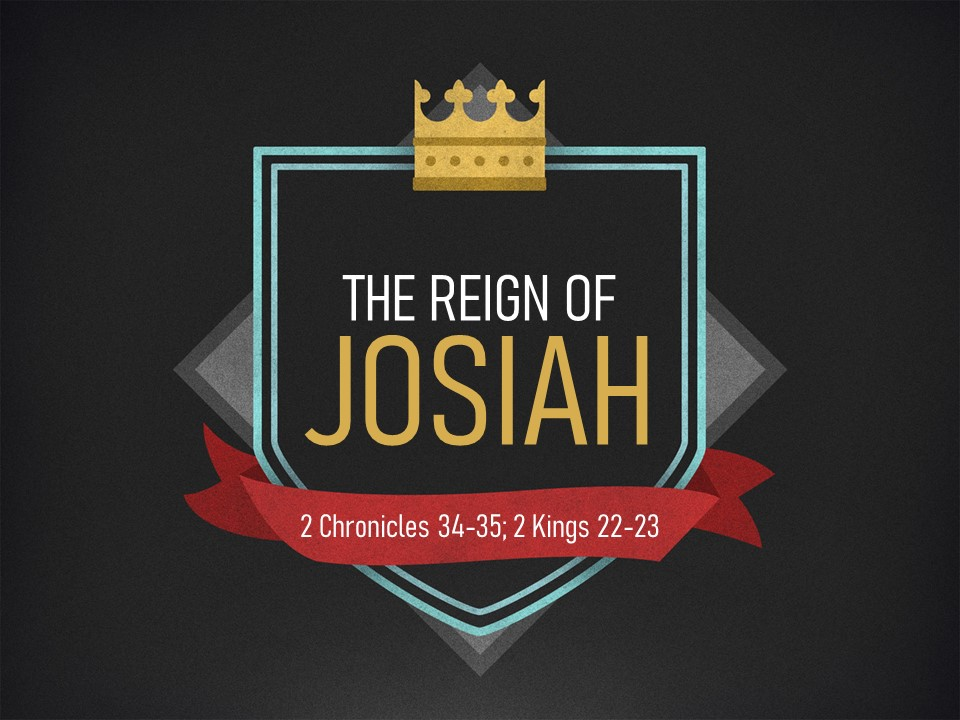 THE REIGN OF
JOSIAH
2 Chronicles 34-35; 2 Kings 22-23